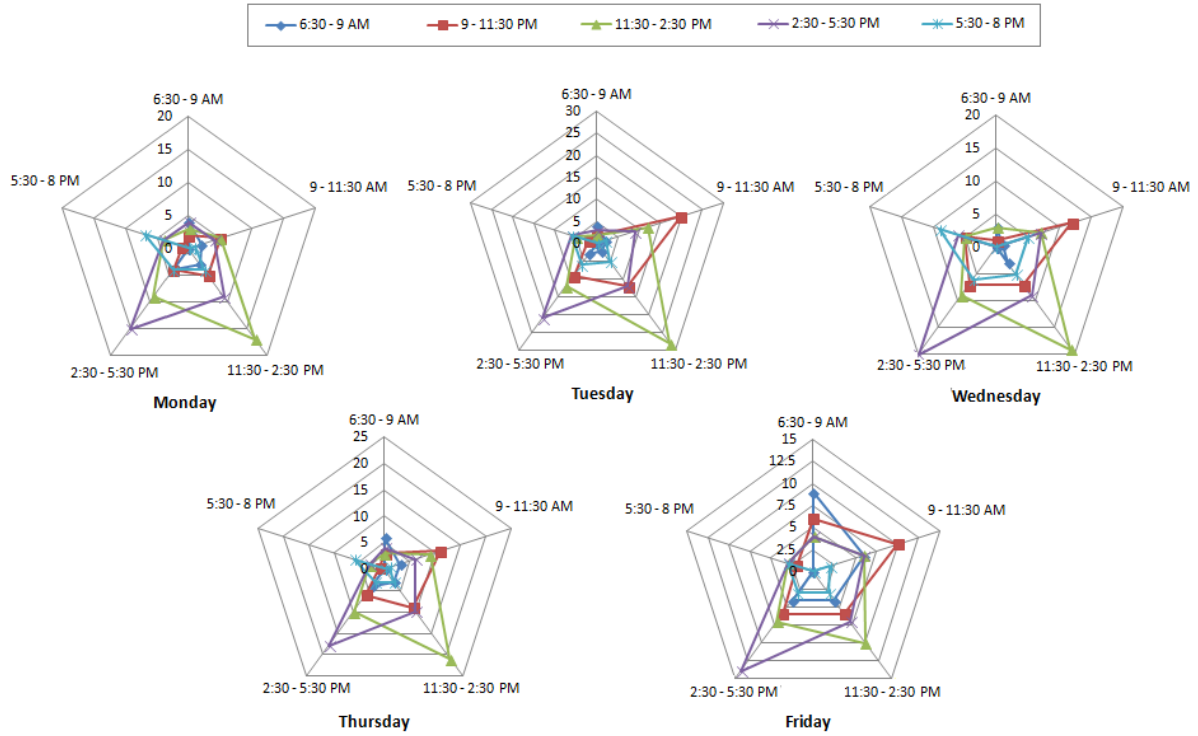 6:30 - 9 AM 9 - 11:30 PM 11:30 - 2:30 PM 2:30 - 5:30 PM 5:30 - 8 PM
6:30 - 9 AM
20
15
10
5
0
5:30 - 8 PM
9 - 11:30 AM
2:30 - 5:30 PM
11:30 - 2:30 PM
Monday
6:30 - 9 AM
30
25
20
15
10
5
0
5:30 - 8 PM
9 - 11:30 AM
2:30 - 5:30 PM
11:30 - 2:30 PM
Tuesday
6:30 - 9 AM
20
15
10
5
0
5:30 - 8 PM
9 - 11:30 AM
2:30 - 5:30 PM
11:30 - 2:30 PM
Wednesday
6:30 - 9 AM
25
20
15
10
5
0
5:30 - 8 PM
9 - 11:30 AM
2:30 - 5:30 PM
11:30 - 2:30 PM
Thursday
6:30 - 9 AM
15
12.5
10
7.5
5
2.5
0
5:30 - 8 PM
9 - 11:30 AM
2:30 - 5:30 PM
11:30 - 2:30 PM
Friday